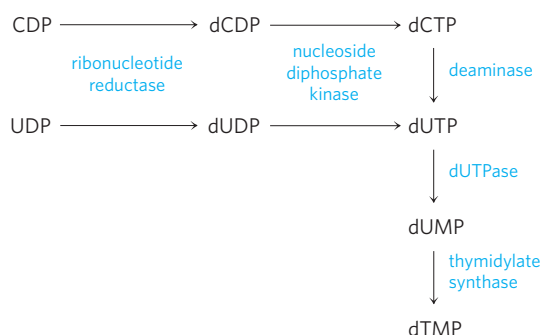 CDP dCDP dCTP
ribonucleotide
reductase
nucleoside
diphosphate
kinase
deaminase
UDP dUDP dUTP
dUTPase
dUMP
thymidylate
synthase
dTMP